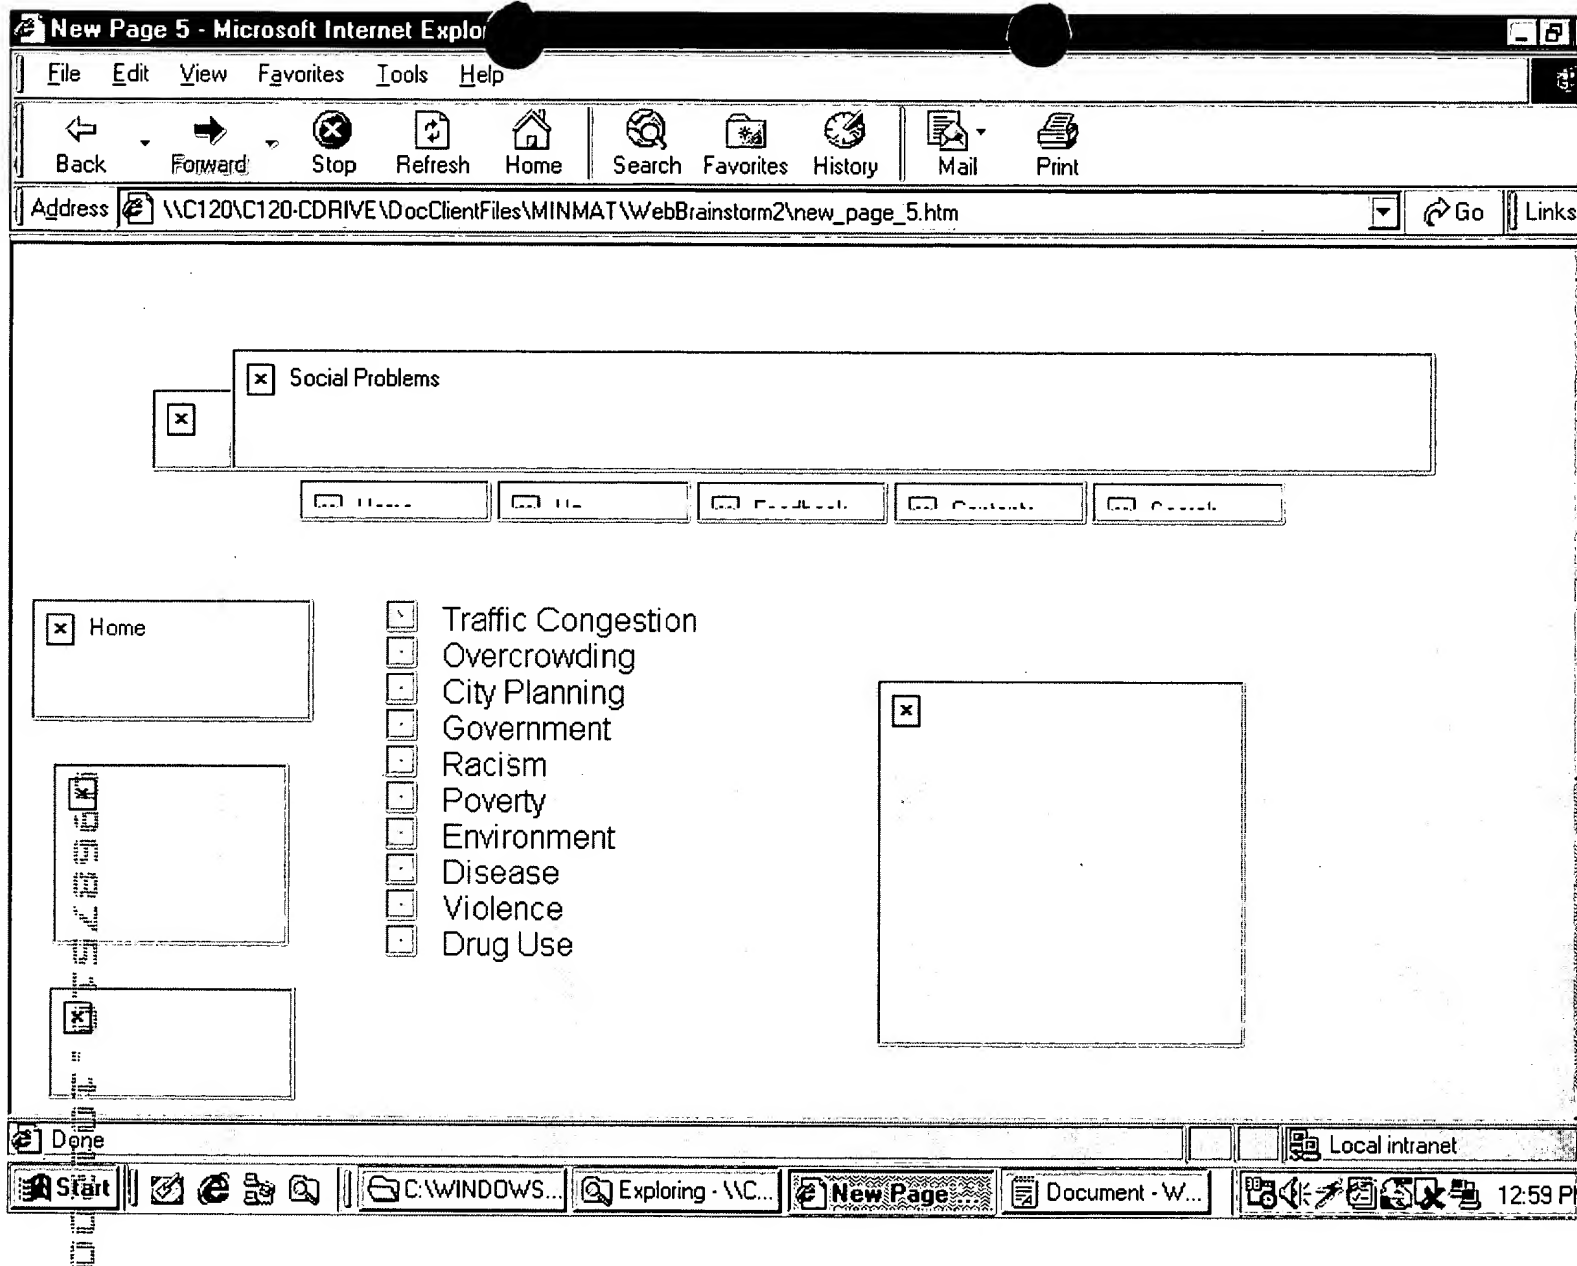 New Page 5 - Microsoft Internet Explo
File Edit View Favorites Tools Help
Back Forward Stop Refresh Home Search Favorites History Mail Print
Address \\C120\C120-CDRIVE\DocClientFiles\MINMAT\WebBrainstorm2\new_page_5.htm Go Links
Social Problems
Home
Traffic Congestion
Overcrowding
City Planning
Government
Racism
Poverty
Environment
Disease
Violence
Drug Use
Done Local intranet
Start C:\WINDOWS... Exploring - \\C... New Page ... Document - W... 12:59 P